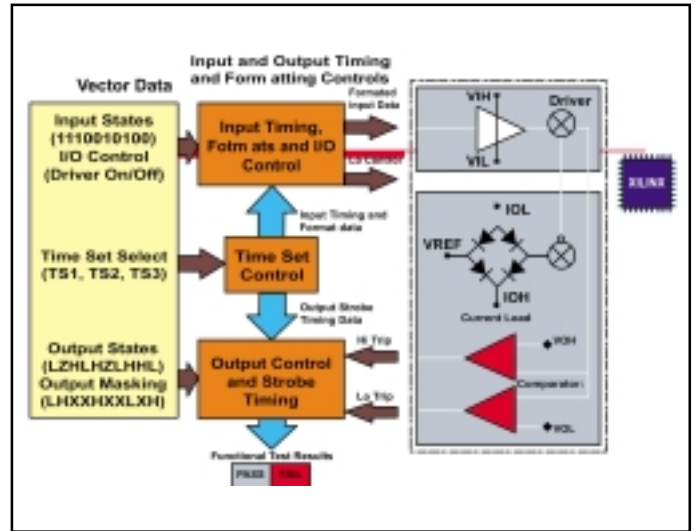 Input and Output Timing
and Form atting Controls
Vector Data
Formated
Input Data
Input States
(1110010100)
I/O Control
(Driver On/Off)
Input Timing,
Fotm ats and I/O
Control
VIH
Driver
VIL
Control
XILINX
Input Timing and
Format data
IOL
Time Set Select
(TS1, TS2, TS3)
Time Set
Control
VREF
IOH
Output Strobe
Timing Data
Current Load
Output States
(LZHLHZLHHL)
Output Masking
(LHXXHXXLXH)
Output Control
and Strobe
Timing
Hi Trip
VOH
Comparator:
Lo Trip
VOL
Functional Test Results
PASS
FAIL